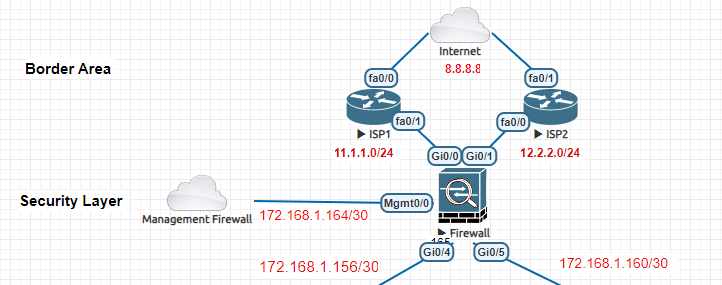 Internet
8.8.8.8
Border Area
fa0/0
fa0/1
fa0/1
fa0/0
ISP1
ISP2
11.1.1.0/24
12.2.2.0/24
Gi0/0
Gi0/1
Security Layer
Mgmt0/0
Management Firewall
172.168.1.164/30
Firewall
Gi0/4
Gi0/5
172.168.1.156/30
172.168.1.160/30